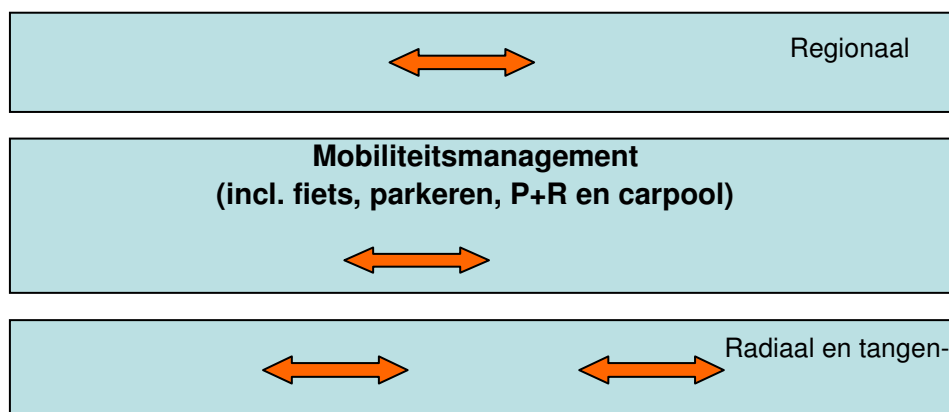 Regionaal
Mobiliteitsmanagement
(incl. fiets, parkeren, P+R en carpool)
Radiaal en tangen-